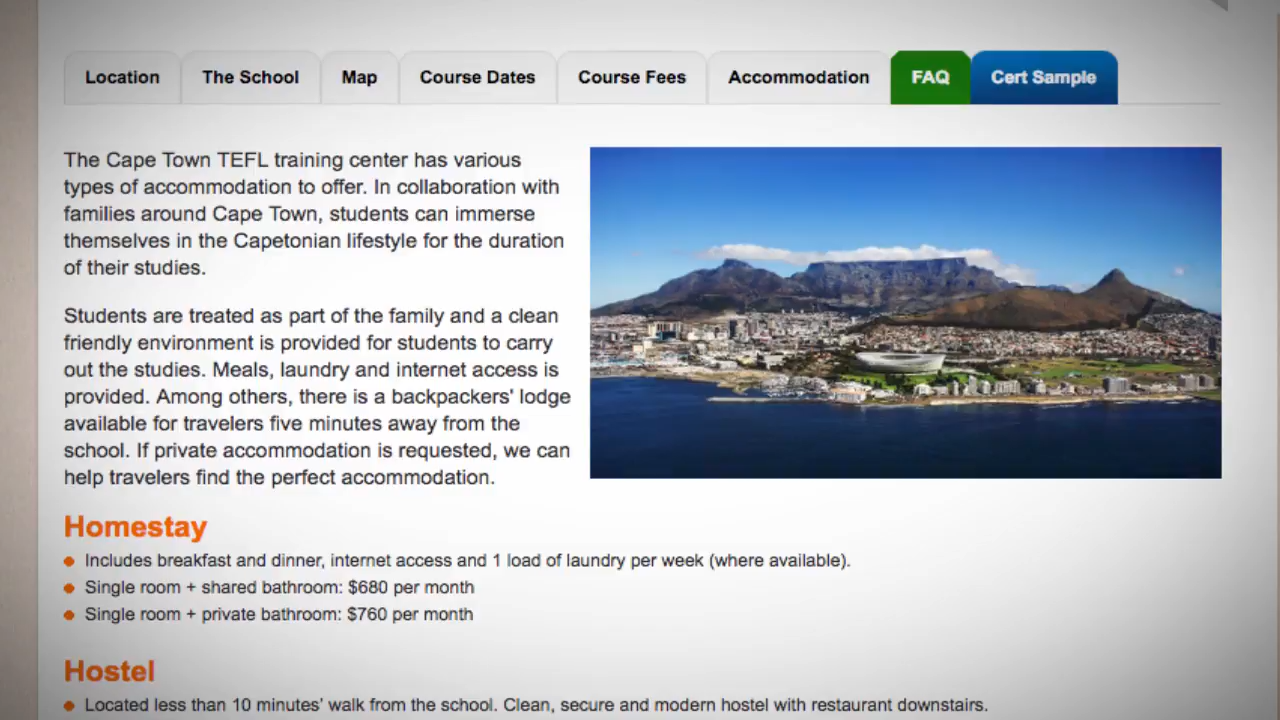 Location
The School
Map
Course Dates
Course Fees
Accommodation
FAQ
Cert Sample
The Cape Town TEFL training center has various
types of accommodation to offer. In collaboration with
families around Cape Town, students can immerse
themselves in the Capetonian lifestyle for the duration
of their studies.
Students are treated as part of the family and a clean
friendly environment is provided for students to carry
out the studies. Meals, laundry and internet access is
provided. Among others, there is a backpackers' lodge
available for travelers five minutes away from the
school. If private accommodation is requested, we can
help travelers find the perfect accommodation.
Homestay
Includes breakfast and dinner, internet access and 1 load of laundry per week (where available).
Single room + shared bathroom: $680 per month
Single room + private bathroom: $760 per month
Hostel
Located less than 10 minutes' walk from the school. Clean, secure and modern hostel with restaurant downstairs.